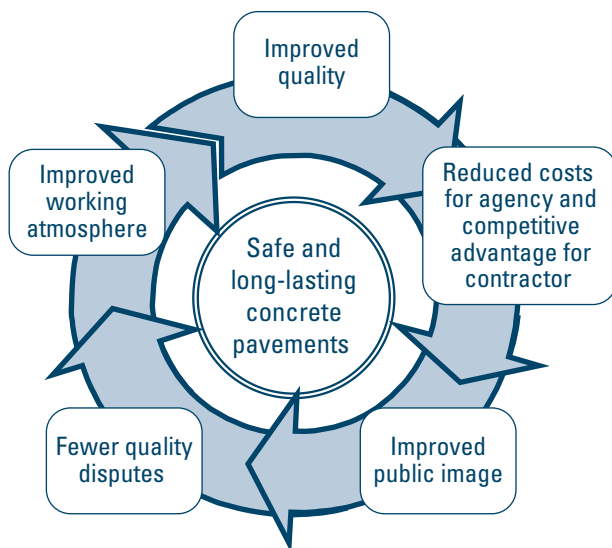 Improved
quality
Reduced costs
for agency and
competitive
advantage for
contractor
Improved
public image
Fewer quality
disputes
Improved
working
atmosphere
Safe and
long-lasting
concrete
pavements